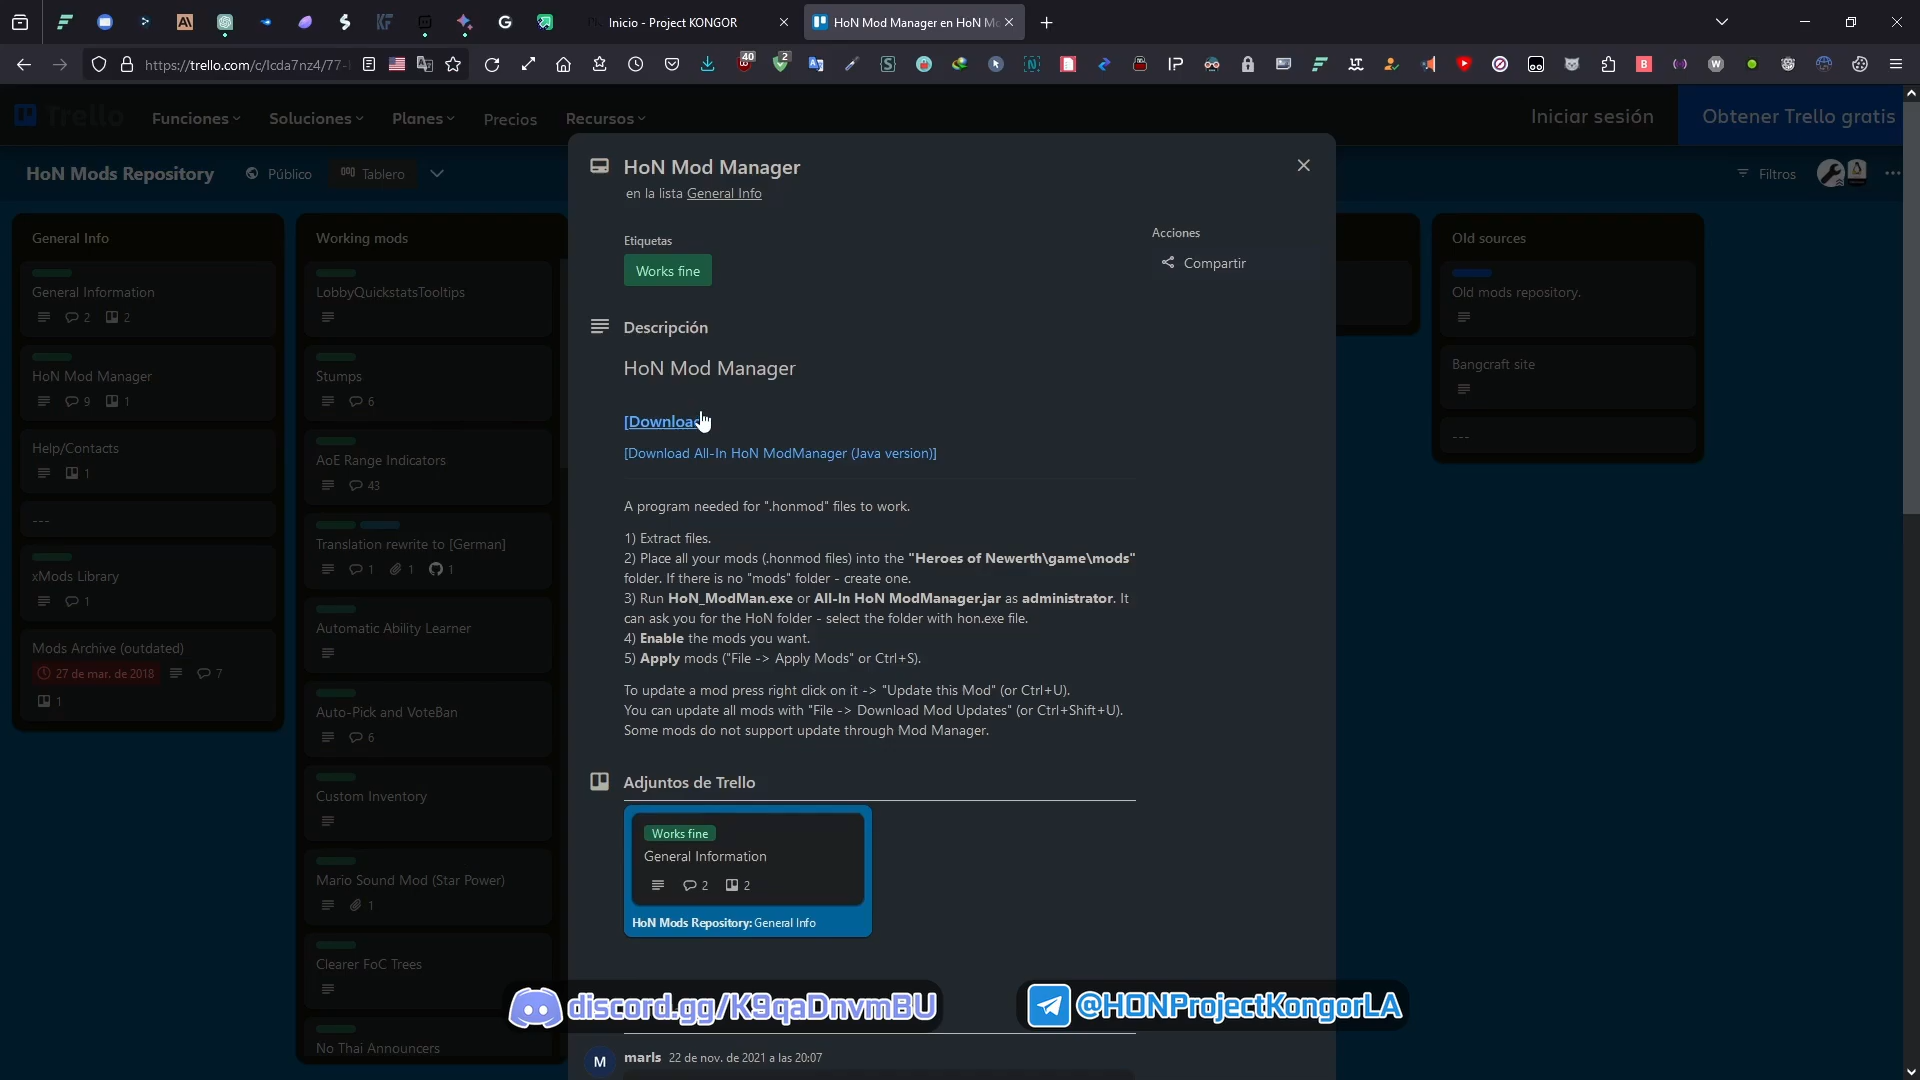 Inicio - Project KONGOR
HoN Mod Manager en HoN Mo
https://trello.com/c/Icda7nz4/77-
40
2
Trello
Funciones
Soluciones
Planes
Precios
Recursos
Iniciar sesión
Obtener Trello gratis
HoN Mods Repository
Público
Tablero
Filtros
General Info
General Information
2 2
HoN Mod Manager
9 1
Help/Contacts
1
---
xMods Library
1
Mods Archive (outdated)
27 de mar. de 2018
7
1
Working mods
LobbyQuickstatsTooltips
Stumps
6
AoE Range Indicators
43
Translation rewrite to [German]
1 1 1
Automatic Ability Learner
Auto-Pick and VoteBan
6
Custom Inventory
Mario Sound Mod (Star Power)
1
Clearer FoC Trees
No Thai Announcers
HoN Mod Manager
en la lista General Info
Etiquetas
Works fine
Acciones
Compartir
Descripción
HoN Mod Manager
[Download
[Download All-In HoN ModManager (Java version)]
A program needed for ".honmod" files to work.
1) Extract files.
2) Place all your mods (.honmod files) into the "Heroes of Newerth\game\mods"
folder. If there is no "mods" folder - create one.
3) Run HoN_ModMan.exe or All-In HoN ModManager.jar as administrator. It
can ask you for the HoN folder - select the folder with hon.exe file.
4) Enable the mods you want.
5) Apply mods ("File -> Apply Mods" or Ctrl+S).
To update a mod press right click on it -> "Update this Mod" (or Ctrl+U).
You can update all mods with "File -> Download Mod Updates" (or Ctrl+Shift+U).
Some mods do not support update through Mod Manager.
Adjuntos de Trello
Works fine
General Information
2 2
HoN Mods Repository: General Info
discord.gg/K9qaDnvmBU
@HONProjectKongorLA
M
marls 22 de nov. de 2021 a las 20:07
Old sources
Old mods repository.
Bangcraft site
---